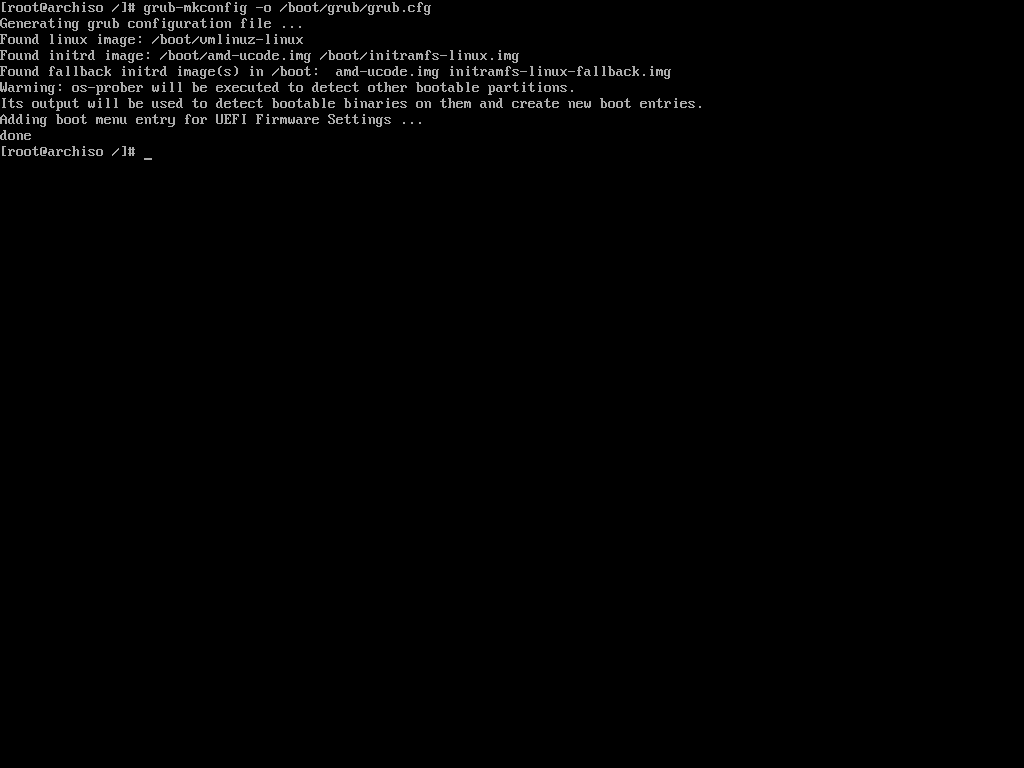 [root@archiso /]# grub-mkconfig -o /boot/grub/grub.cfg
Generating grub configuration file ...
Found linux image: /boot/vmlinuz-linux
Found initrd image: /boot/amd-ucode.img /boot/initramfs-linux.img
Found fallback initrd image(s) in /boot:  amd-ucode.img initramfs-linux-fallback.img
Warning: os-prober will be executed to detect other bootable partitions.
Its output will be used to detect bootable binaries on them and create new boot entries.
Adding boot menu entry for UEFI Firmware Settings ...
done
[root@archiso /]# _